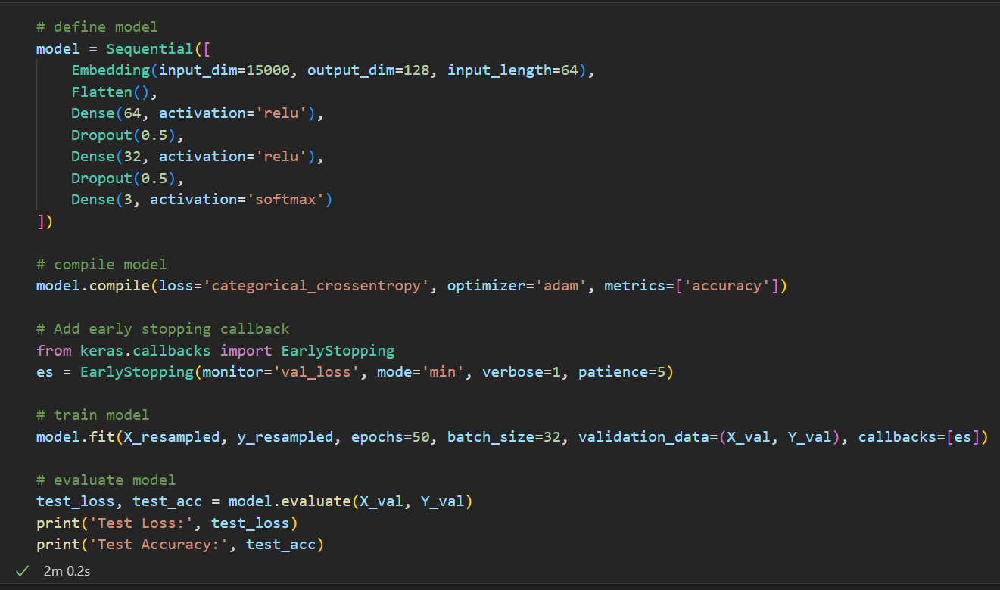 # define model
model = Sequential([
    Embedding(input_dim=15000, output_dim=128, input_length=64),
    Flatten(),
    Dense(64, activation='relu'),
    Dropout(0.5),
    Dense(32, activation='relu'),
    Dropout(0.5),
    Dense(3, activation='softmax')
])

# compile model
model.compile(loss='categorical_crossentropy', optimizer='adam', metrics=['accuracy'])

# Add early stopping callback
from keras.callbacks import EarlyStopping
es = EarlyStopping(monitor='val_loss', mode='min', verbose=1, patience=5)

# train model
model.fit(X_resampled, y_resampled, epochs=50, batch_size=32, validation_data=(X_val, Y_val), callbacks=[es])

# evaluate model
test_loss, test_acc = model.evaluate(X_val, Y_val)
print('Test Loss:', test_loss)
print('Test Accuracy:', test_acc)
2m 0.2s